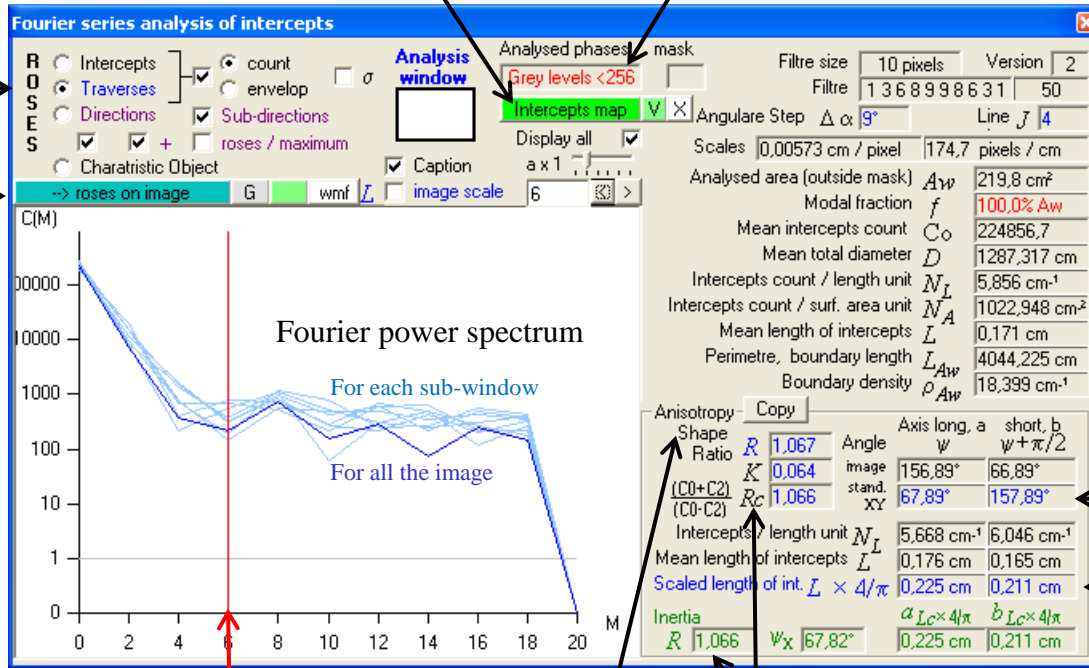 Fourier series analysis of intercepts
R O S E S
Intercepts
Traverses
Directions
count
envelop
σ
Sub-directions
+
roses / maximum
Charatristic Object
--> roses on image
G
wmf
L
image scale
Caption
Analysis window
Analysed phases
mask
Grey levels <256
Intercepts map
V
X
Display all
a x 1
6
>
Filtre size 10 pixels Version 2
Filtre 1 3 6 8 9 9 8 6 3 1 50
Angulare Step Δ α 9° Line J 4
Scales 0,00573 cm / pixel 174,7 pixels / cm
Analysed area (outside mask) Aw 219,8 cm²
Modal fraction f 100,0% Aw
Mean intercepts count Co 224856,7
Mean total diameter D 1287,317 cm
Intercepts count / length unit N_L 5,856 cm-¹
Intercepts count / surf. area unit N_A 1022,948 cm-²
Mean length of intercepts L 0,171 cm
Perimetre, boundary length L_Aw 4044,225 cm
Boundary density ρ_Aw 18,399 cm-¹
C(M)
00000
0000
1000
100
10
1
0
0 2 4 6 8 10 12 14 16 18 20
M
Fourier power spectrum
For each sub-window
For all the image
Anisotropy
Copy
Axis long, a short, b
Shape Ratio R 1,067 Angle ψ ψ+π/2
K 0,064 image 156,89° 66,89°
(C0+C2)
(C0-C2)
Rc 1,066 stand. XY 67,89° 157,89°
Intercepts / length unit N_L 5,668 cm-¹ 6,046 cm-¹
Mean length of intercepts L 0,176 cm 0,165 cm
Scaled length of int. L × 4/π 0,225 cm 0,211 cm
Inertia
a Lc×4/π b Lc×4/π
R 1,066 ψX 67,82° 0,225 cm 0,211 cm